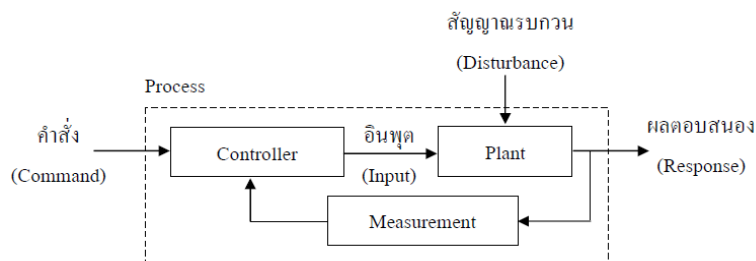 สัญญาณรบกวน
(Disturbance)
Process
คำสั่ง
(Command)
Controller
อินพุต
(Input)
Plant
ผลตอบสนอง
(Response)
Measurement